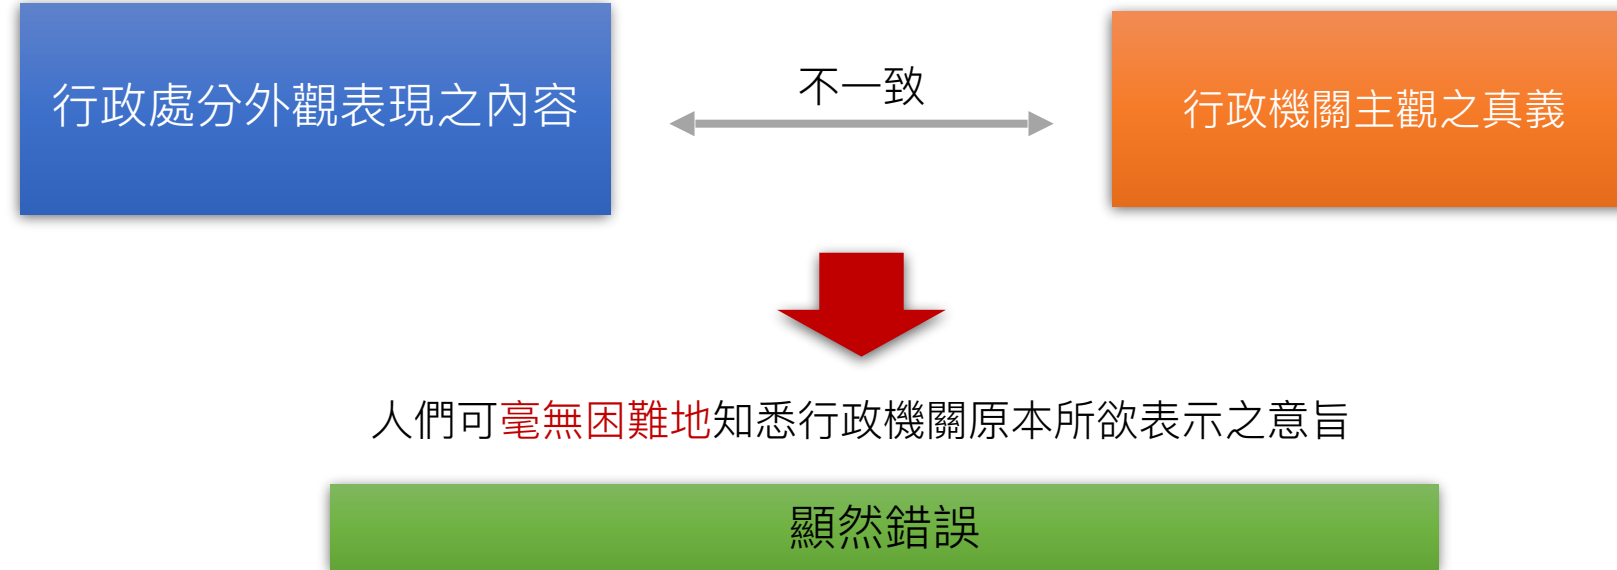 行政處分外觀表現之內容
不一致
行政機關主觀之真義
人們可毫無困難地知悉行政機關原本所欲表示之意旨
顯然錯誤